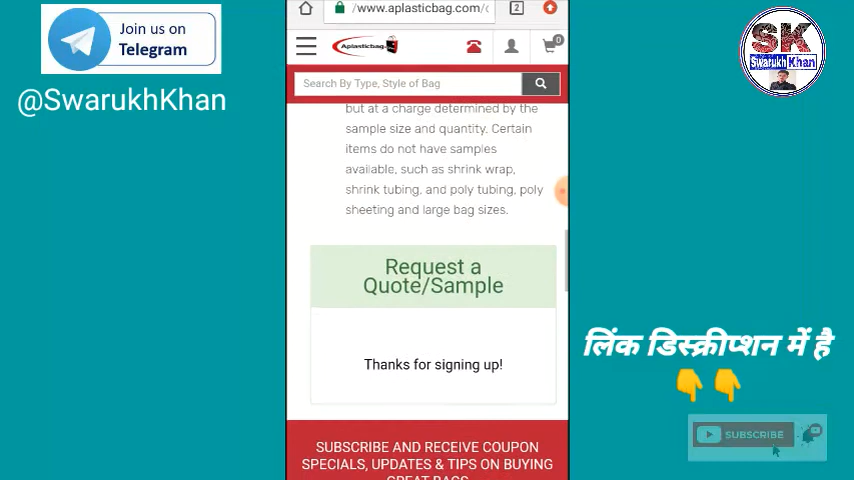 Join us on
Telegram
@SwarukhKhan
/www.aplasticbag.com/
2
Aplasticbag
0
Search By Type, Style of Bag
but at a charge determined by the
sample size and quantity. Certain
items do not have samples
available, such as shrink wrap,
shrink tubing, and poly tubing, poly
sheeting and large bag sizes.
Request a
Quote/Sample
Thanks for signing up!
SUBSCRIBE AND RECEIVE COUPON
SPECIALS, UPDATES & TIPS ON BUYING
GREAT BAGS
SK
Swarukh Khan
लिंक डिस्क्रीप्शन में है
SUBSCRIBE